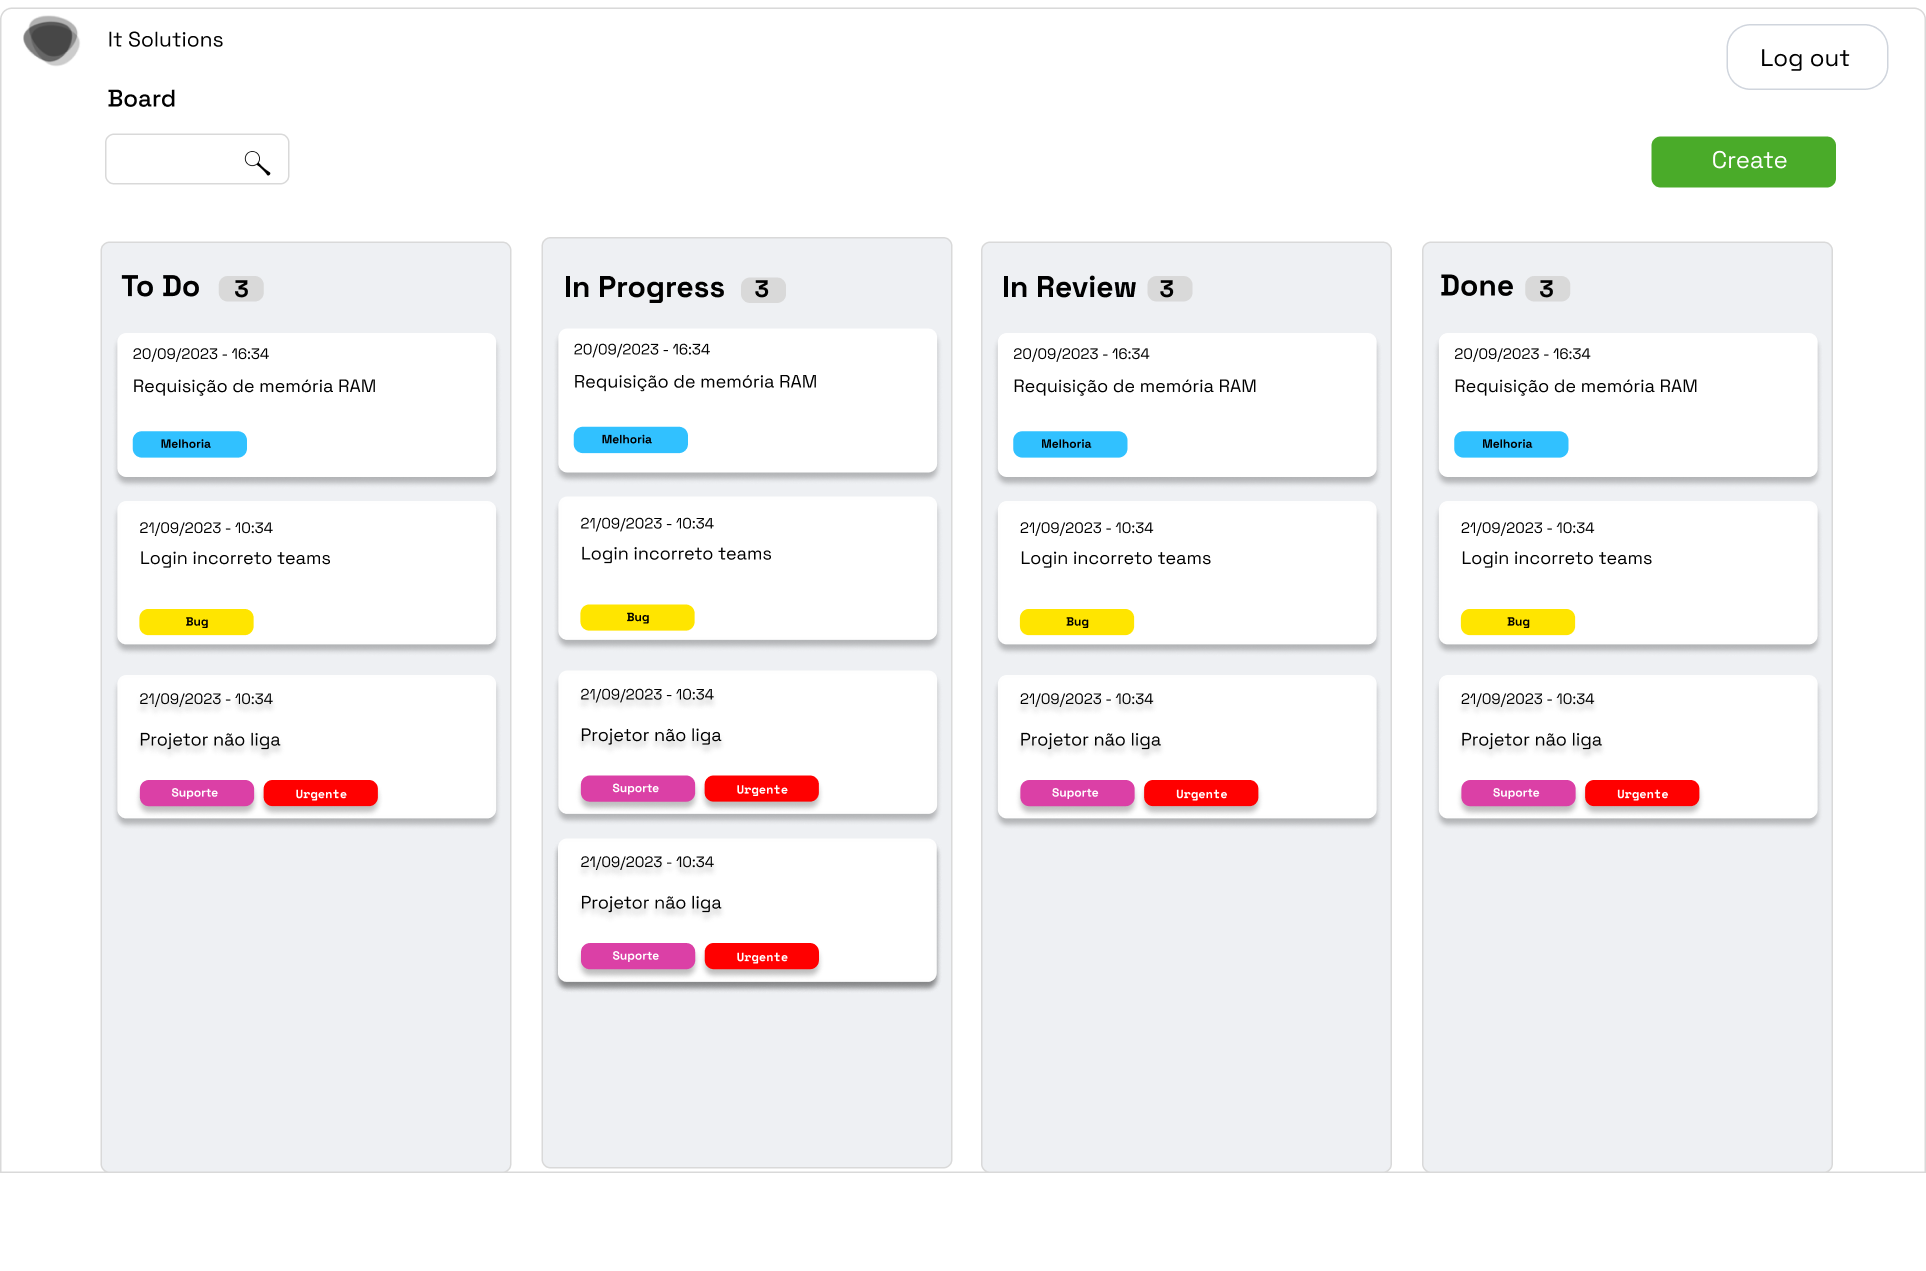 It Solutions
Log out
Board
Create
To Do 3
20/09/2023 - 16:34
Requisição de memória RAM
Melhoria
21/09/2023 - 10:34
Login incorreto teams
Bug
21/09/2023 - 10:34
Projetor não liga
Suporte Urgente
In Progress 3
20/09/2023 - 16:34
Requisição de memória RAM
Melhoria
21/09/2023 - 10:34
Login incorreto teams
Bug
21/09/2023 - 10:34
Projetor não liga
Suporte Urgente
21/09/2023 - 10:34
Projetor não liga
Suporte Urgente
In Review 3
20/09/2023 - 16:34
Requisição de memória RAM
Melhoria
21/09/2023 - 10:34
Login incorreto teams
Bug
21/09/2023 - 10:34
Projetor não liga
Suporte Urgente
Done 3
20/09/2023 - 16:34
Requisição de memória RAM
Melhoria
21/09/2023 - 10:34
Login incorreto teams
Bug
21/09/2023 - 10:34
Projetor não liga
Suporte Urgente